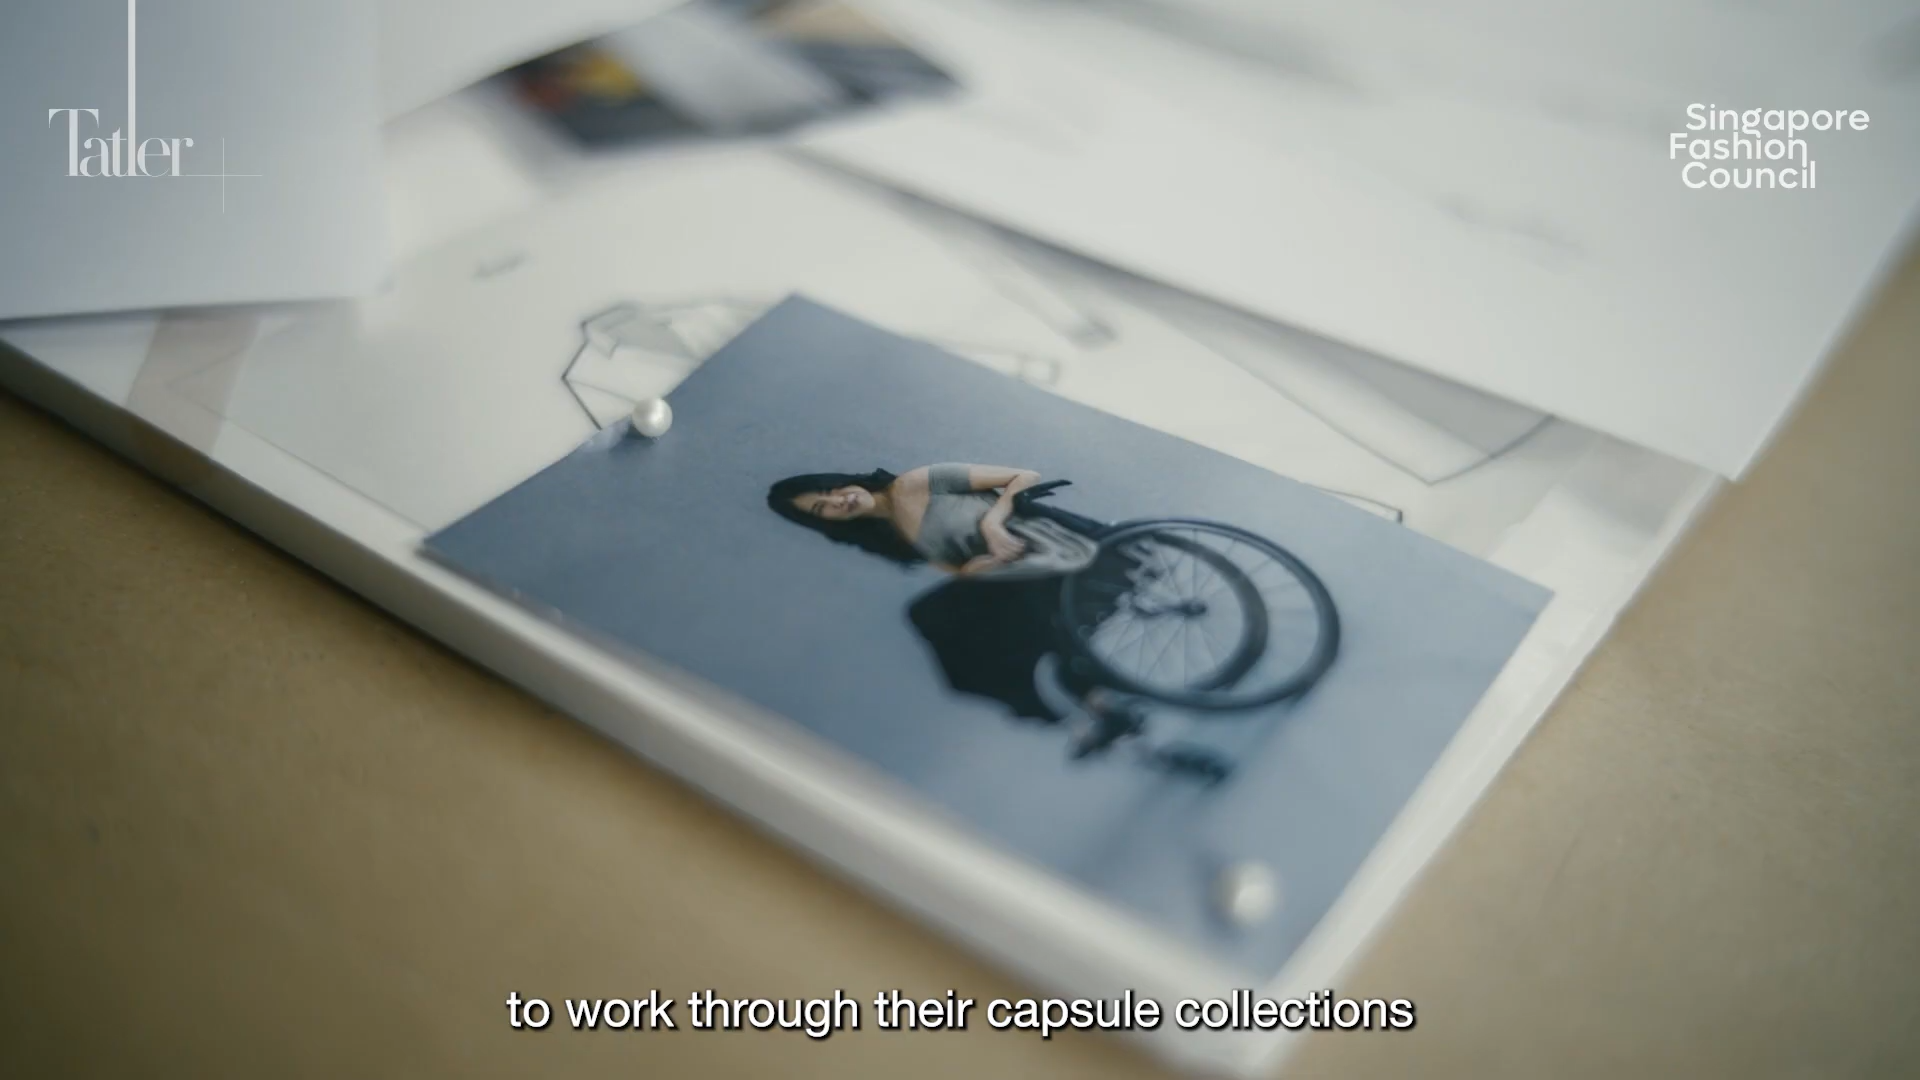 Tatler
Singapore
Fashion
Council
to work through their capsule collections